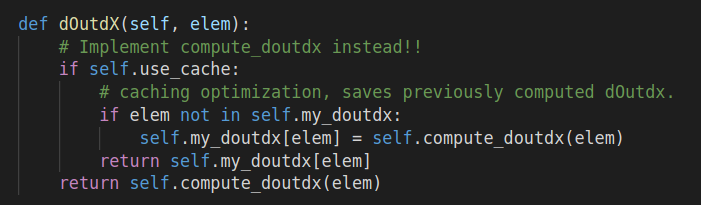 def dOutdX(self, elem):
    # Implement compute_doutdx instead!!
    if self.use_cache:
        # caching optimization, saves previously computed dOutdx.
        if elem not in self.my_doutdx:
            self.my_doutdx[elem] = self.compute_doutdx(elem)
        return self.my_doutdx[elem]
    return self.compute_doutdx(elem)